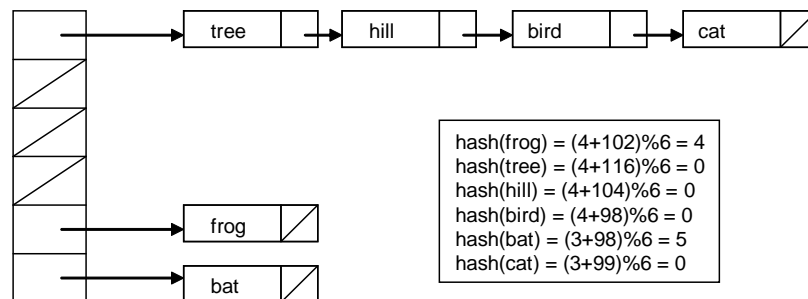 tree hill bird cat
hash(frog) = (4+102)%6 = 4
hash(tree) = (4+116)%6 = 0
hash(hill) = (4+104)%6 = 0
hash(bird) = (4+98)%6 = 0
hash(bat) = (3+98)%6 = 5
hash(cat) = (3+99)%6 = 0
frog
bat